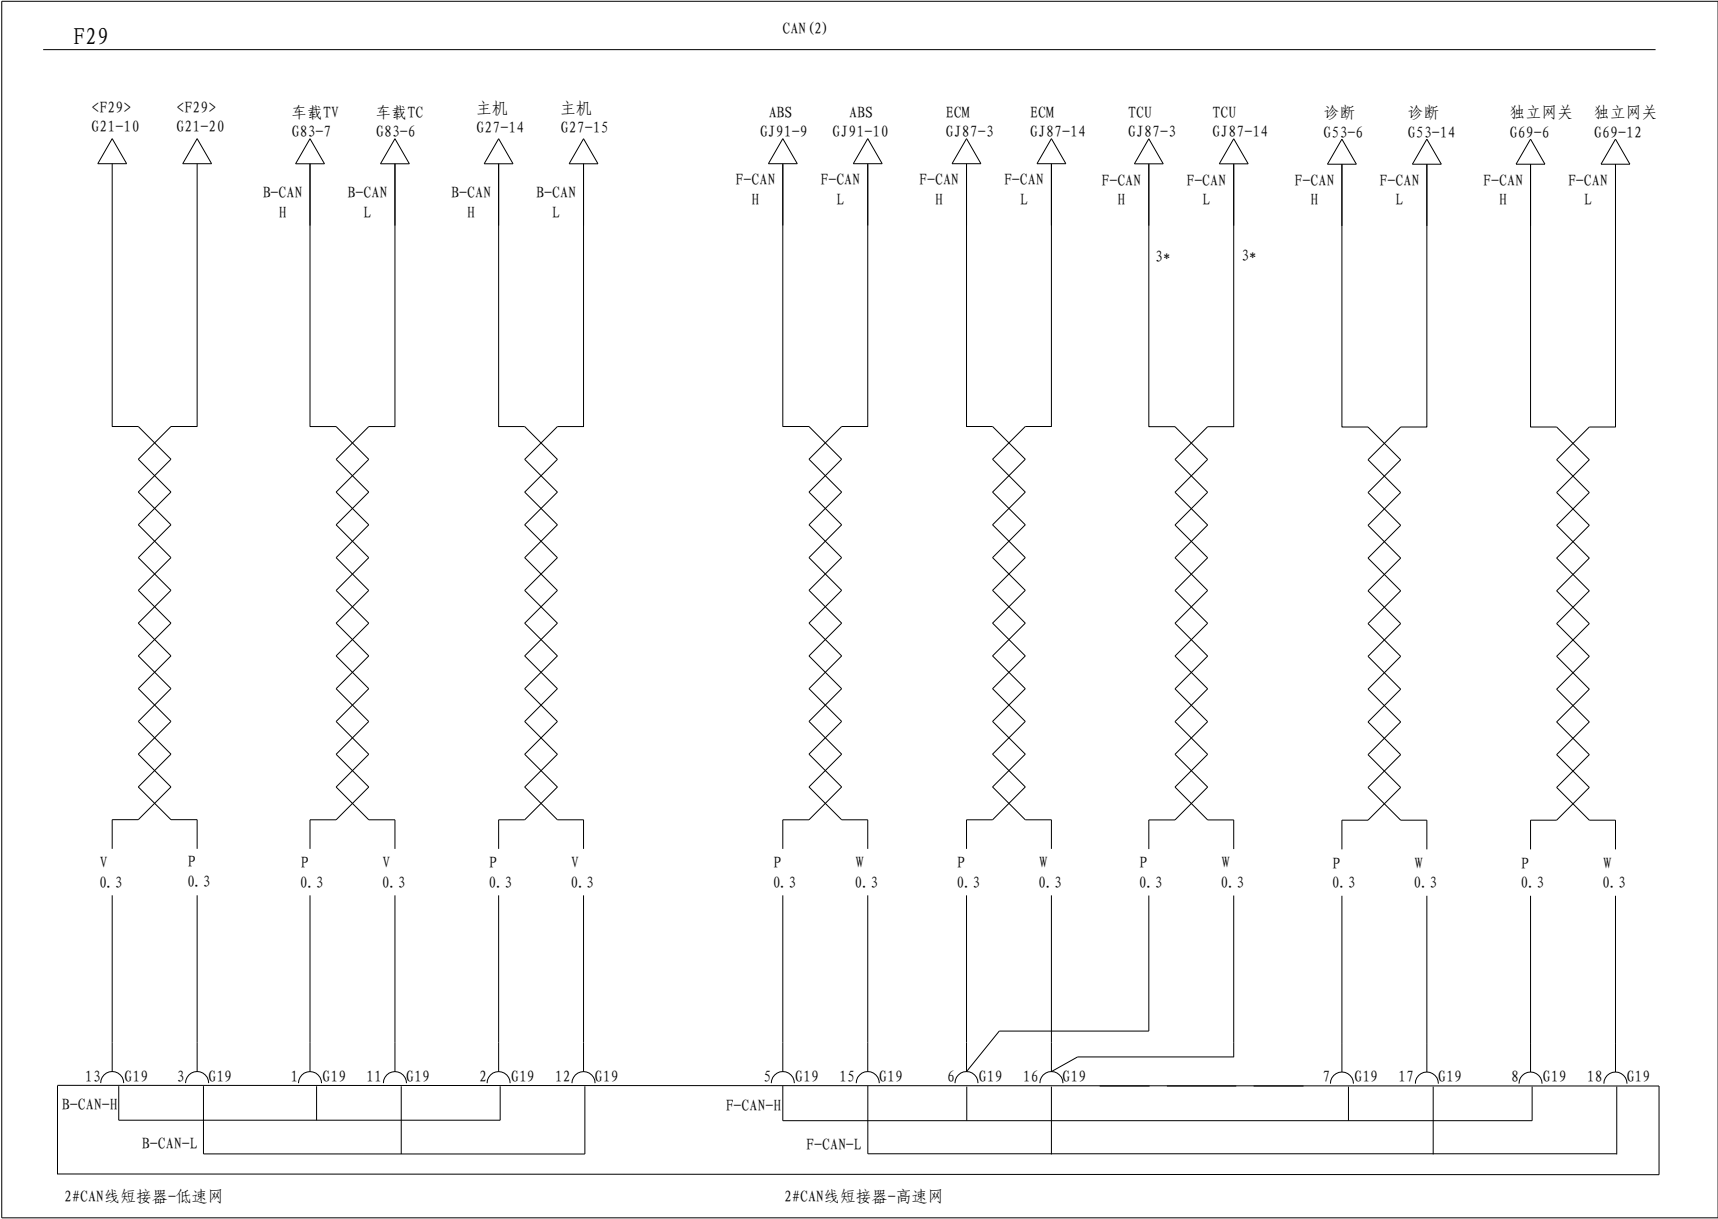 F29
CAN(2)
<F29> <F29> 车载TV 车载TC 主机 主机 ABS ABS ECM ECM TCU TCU 诊断 诊断 独立网关 独立网关
G21-10 G21-20 G83-7 G83-6 G27-14 G27-15 GJ91-9 GJ91-10 GJ87-3 GJ87-14 GJ87-3 GJ87-14 G53-6 G53-14 G69-6 G69-12
B-CAN B-CAN B-CAN B-CAN F-CAN F-CAN F-CAN F-CAN F-CAN F-CAN F-CAN F-CAN F-CAN F-CAN
H L H L H L H L H L H L H L
3* 3*
V P P V P V P W P W P W P W P W
0.3 0.3 0.3 0.3 0.3 0.3 0.3 0.3 0.3 0.3 0.3 0.3 0.3 0.3 0.3 0.3
13 G19 3 G19 1 G19 11 G19 2 G19 12 G19 5 G19 15 G19 6 G19 16 G19 7 G19 17 G19 8 G19 18 G19
B-CAN-H F-CAN-H
B-CAN-L F-CAN-L
2#CAN线短接器-低速网 2#CAN线短接器-高速网